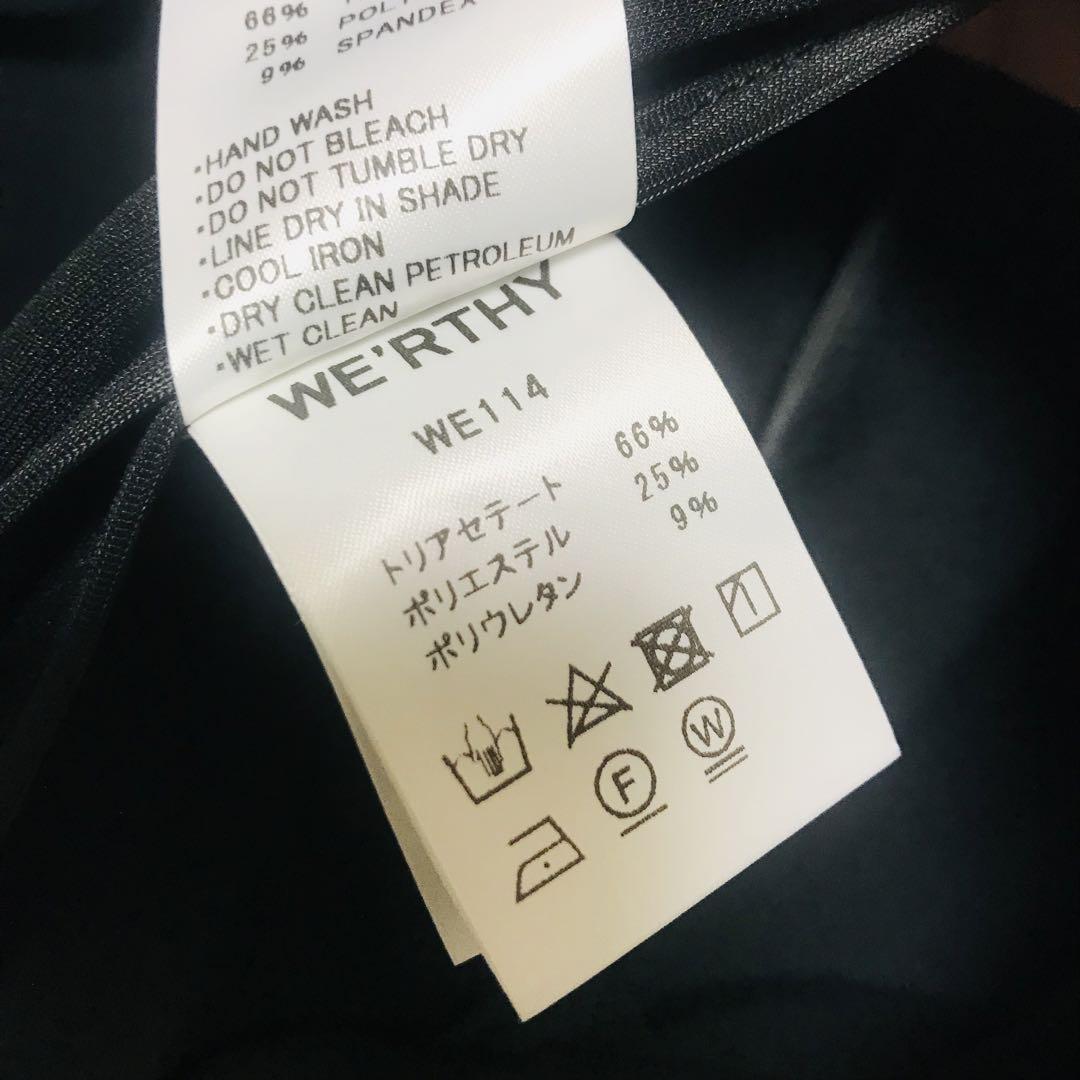 66%
25%
9% SPANDEX
·HAND WASH
·DO NOT BLEACH
·DO NOT TUMBLE DRY
·LINE DRY IN SHADE
·COOL IRON
·DRY CLEAN PETROLEUM
·WET CLEAN
WE'RTHY
WE114
トリアセテート 66%
ポリエステル 25%
ポリウレタン 9%
F
W